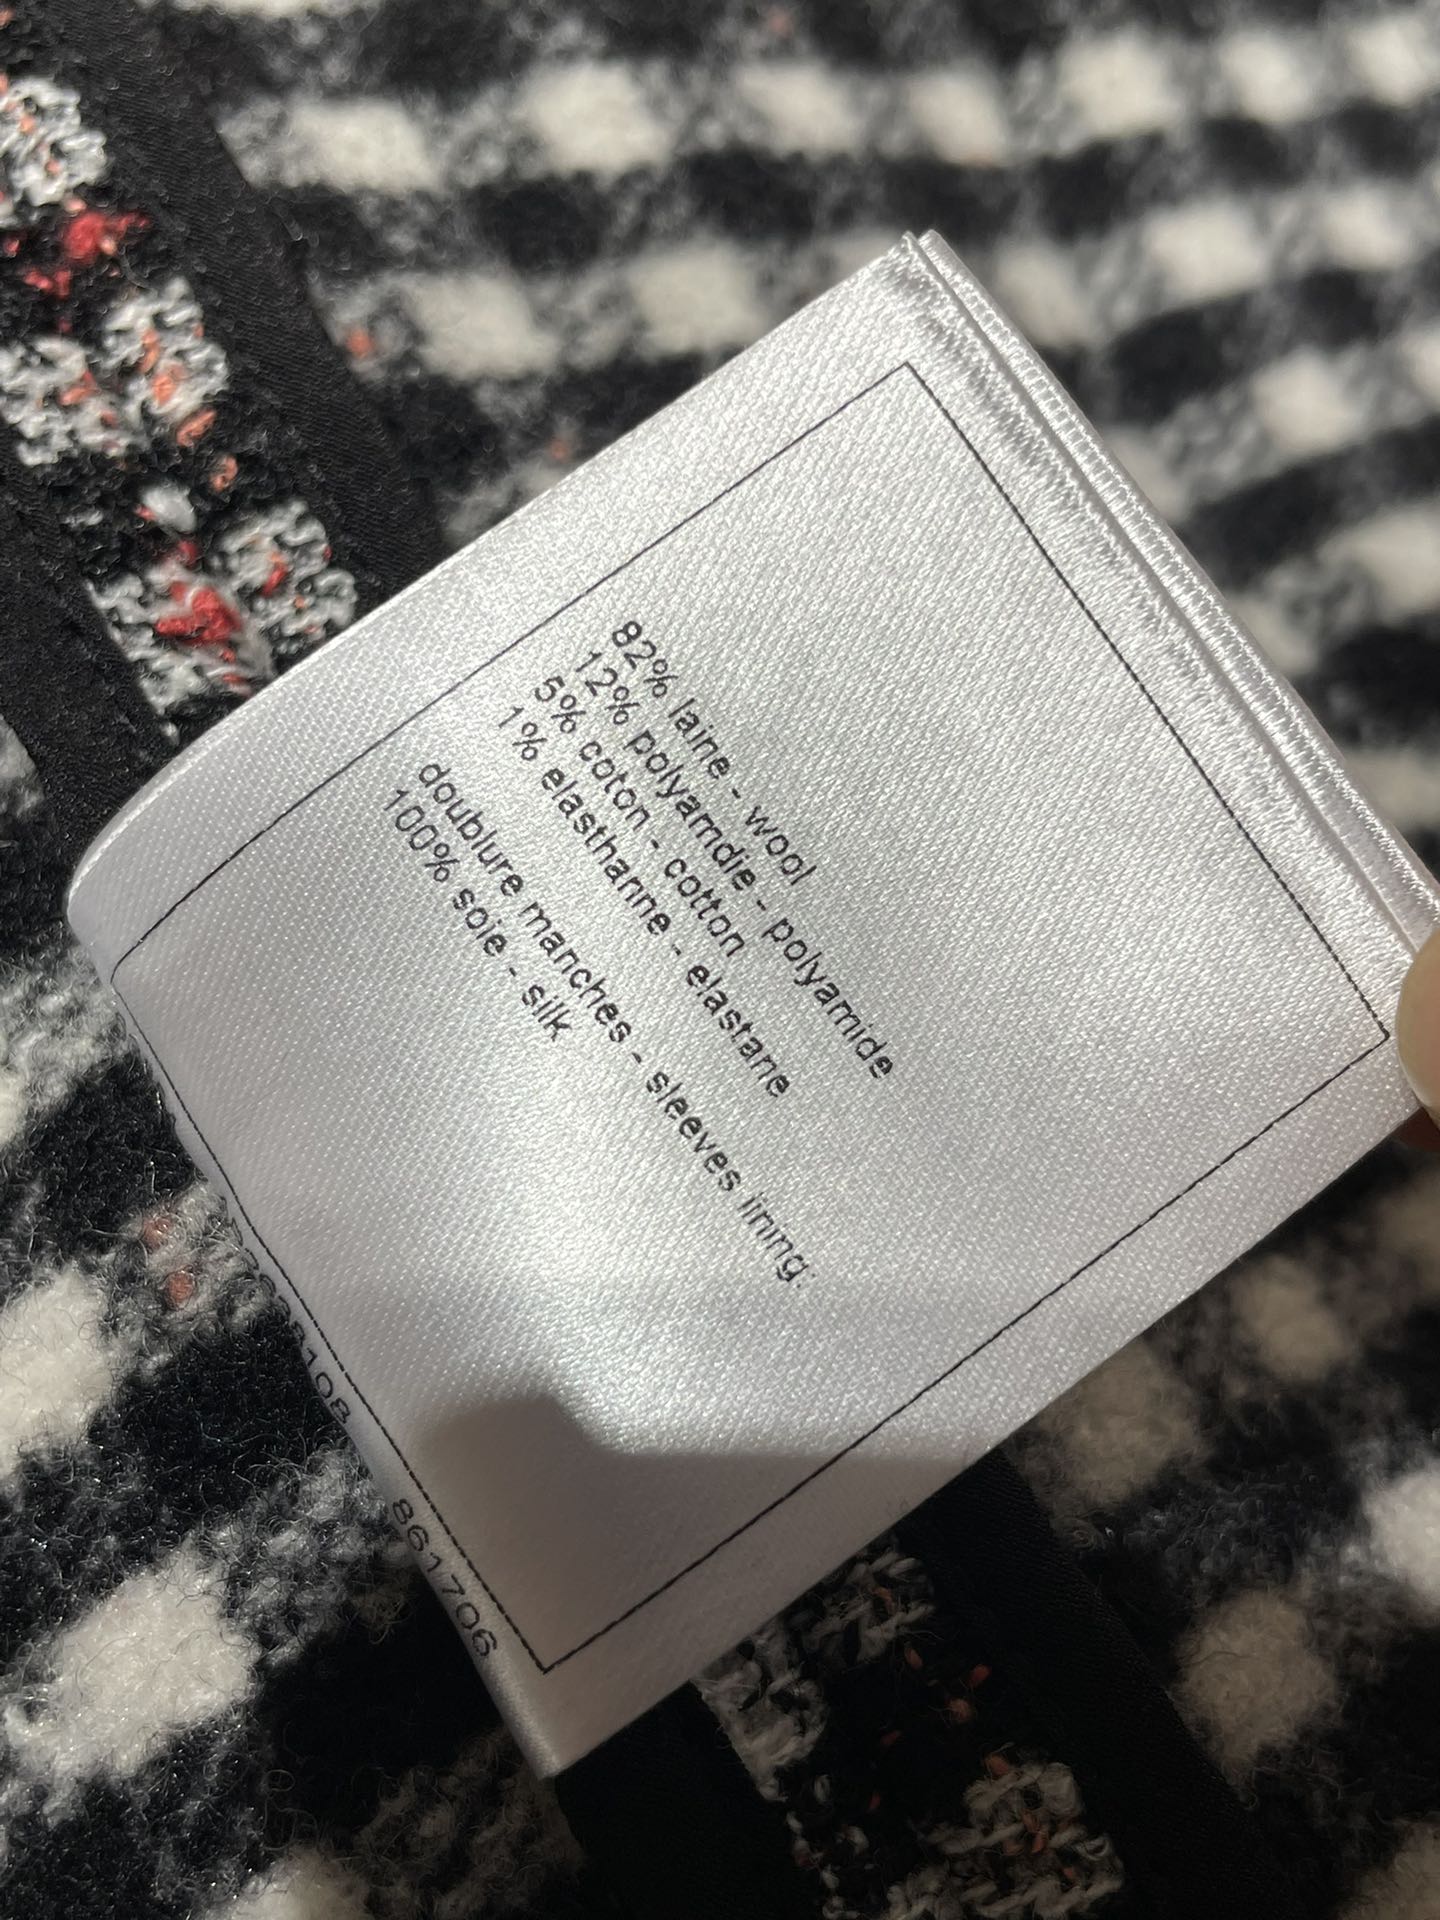 82% laine - wool
12% polyamdie - polyamide
5% coton - cotton
1% elasthanne - elastane
doublure manches - sleeves lining:
100% soie - silk
861706